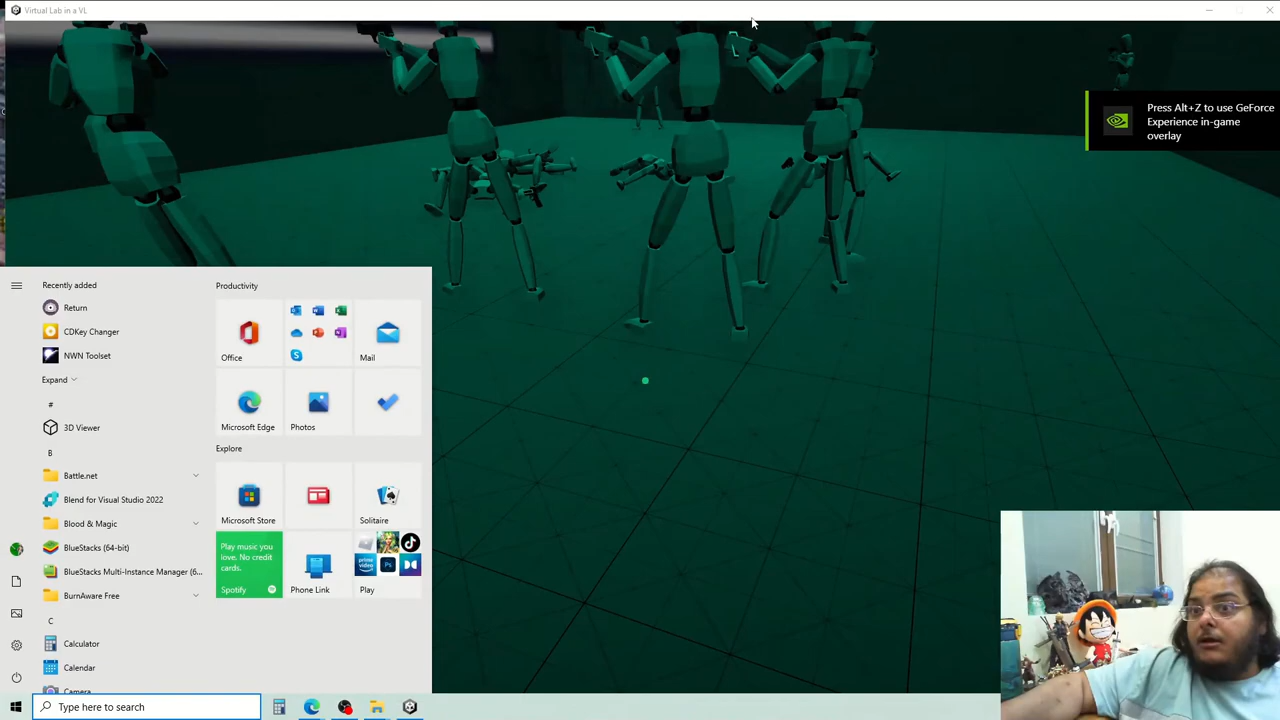 Virtual Lab in a VL
Press Alt+Z to use GeForce
Experience in-game
overlay
Recently added
Return
CDKey Changer
NWN Toolset
Expand
#
3D Viewer
B
Battle.net
Blend for Visual Studio 2022
Blood & Magic
BlueStacks (64-bit)
BlueStacks Multi-Instance Manager (6...
BurnAware Free
C
Calculator
Calendar
Camera
Productivity
Office
Mail
Microsoft Edge
Photos
Explore
Microsoft Store
Solitaire
Play music you
love. No credit
cards.
Spotify
Phone Link
prime video
Ps
Play
Type here to search